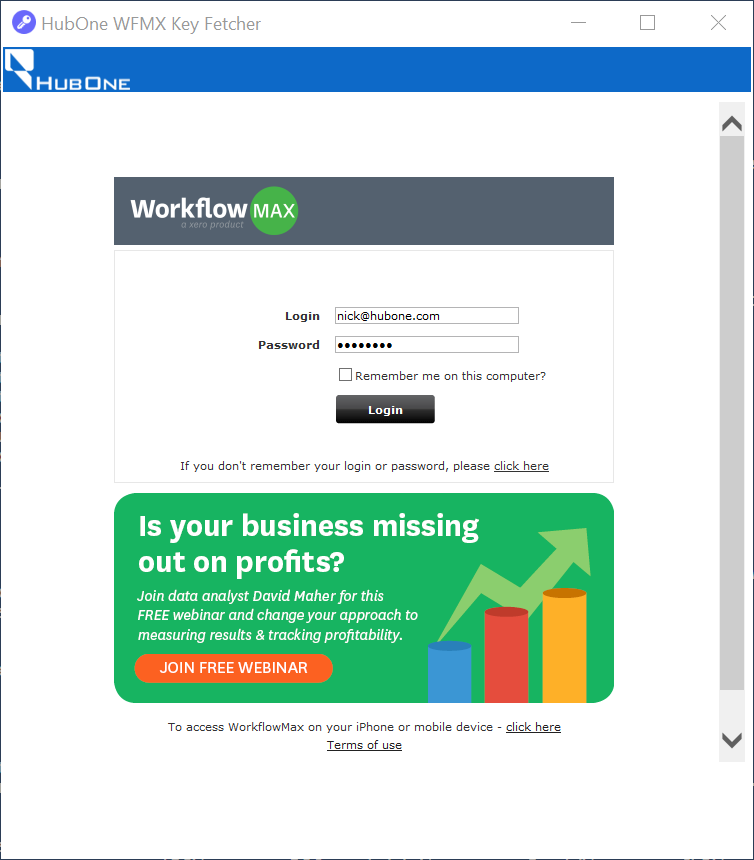 HubOne WFMX Key Fetcher
HUBONE
Workflow MAX
a xero product
Login nick@hubone.com
Password ••••••••
Remember me on this computer?
Login
If you don't remember your login or password, please click here
Is your business missing
out on profits?
Join data analyst David Maher for this
FREE webinar and change your approach to
measuring results & tracking profitability.
JOIN FREE WEBINAR
To access WorkflowMax on your iPhone or mobile device - click here
Terms of use